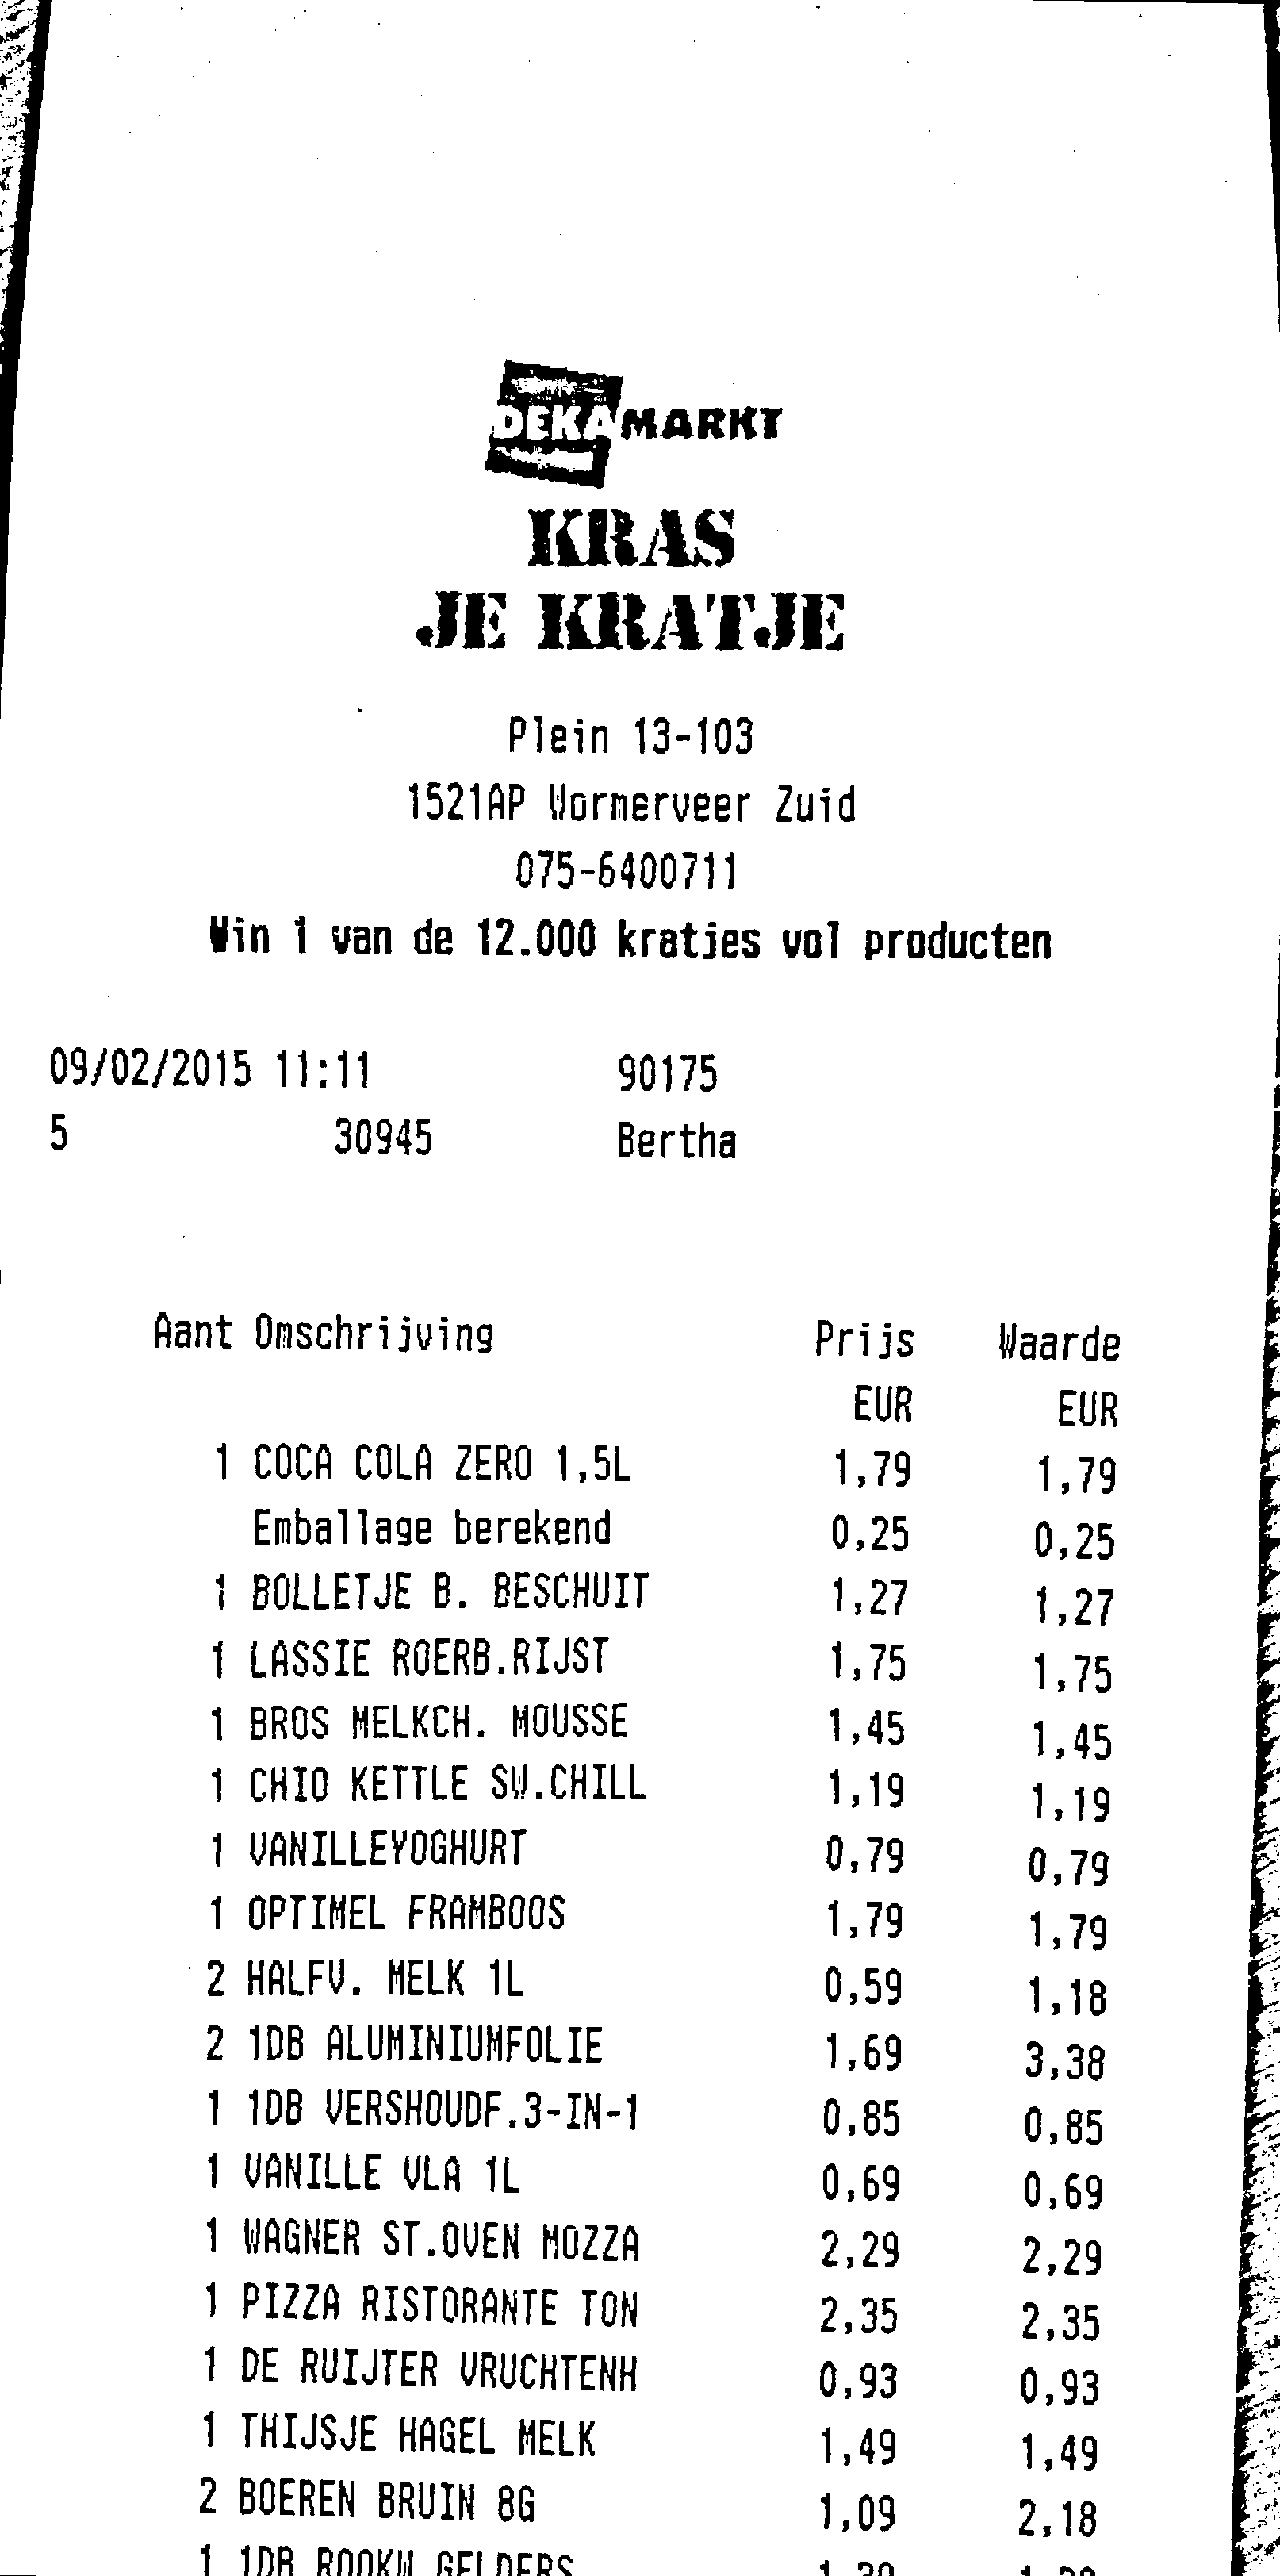 DEKAMARKT
KRAS
JE KRATJE
Plein 13-103
1521AP Wormerveer Zuid
075-6400711
Win 1 van de 12.000 kratjes vol producten
09/02/2015 11:11 90175
5 30945 Bertha
Aant Omschrijving Prijs Waarde
EUR EUR
1 COCA COLA ZERO 1,5L 1,79 1,79
Emballage berekend 0,25 0,25
1 BOLLETJE B. BESCHUIT 1,27 1,27
1 LASSIE ROERB.RIJST 1,75 1,75
1 BROS MELKCH. MOUSSE 1,45 1,45
1 CHIO KETTLE SW.CHILL 1,19 1,19
1 VANILLEYOGHURT 0,79 0,79
1 OPTIMEL FRAMBOOS 1,79 1,79
2 HALFV. MELK 1L 0,59 1,18
2 1DB ALUMINIUMFOLIE 1,69 3,38
1 1DB VERSHOUDF.3-IN-1 0,85 0,85
1 VANILLE VLA 1L 0,69 0,69
1 WAGNER ST.OVEN MOZZA 2,29 2,29
1 PIZZA RISTORANTE TON 2,35 2,35
1 DE RUIJTER VRUCHTENH 0,93 0,93
1 THIJSJE HAGEL MELK 1,49 1,49
2 BOEREN BRUIN 8G 1,09 2,18
1 1DB ROOKW GELDERS